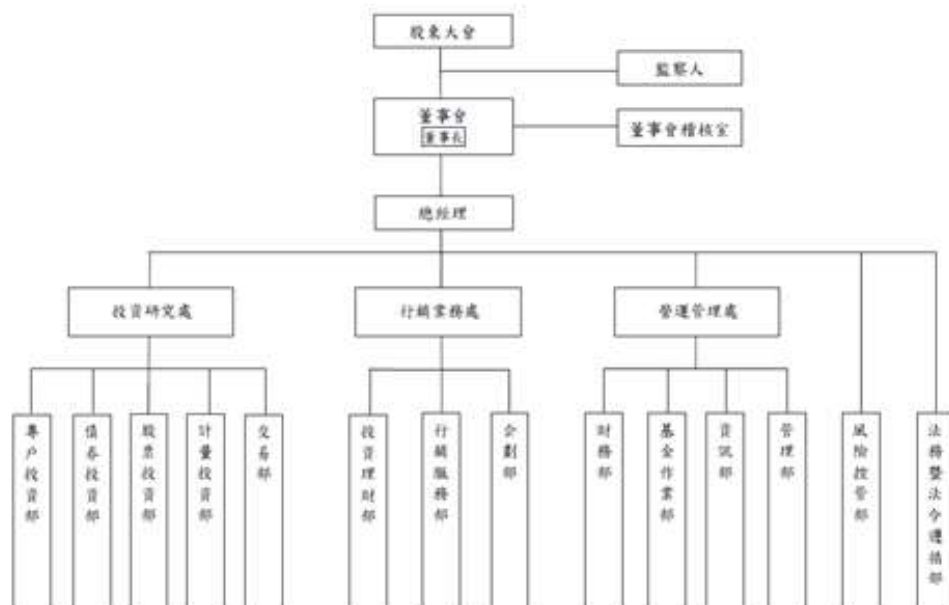 股東大會
監察人
董事會
董事長
董事會稽核室
總經理
投資研究處
行銷業務處
營運管理處
專戶投資部
債券投資部
股票投資部
計量投資部
交易部
投資理財部
行銷服務部
企劃部
財務部
基金作業部
資訊部
管理部
風險控管部
法務暨法令遵循部